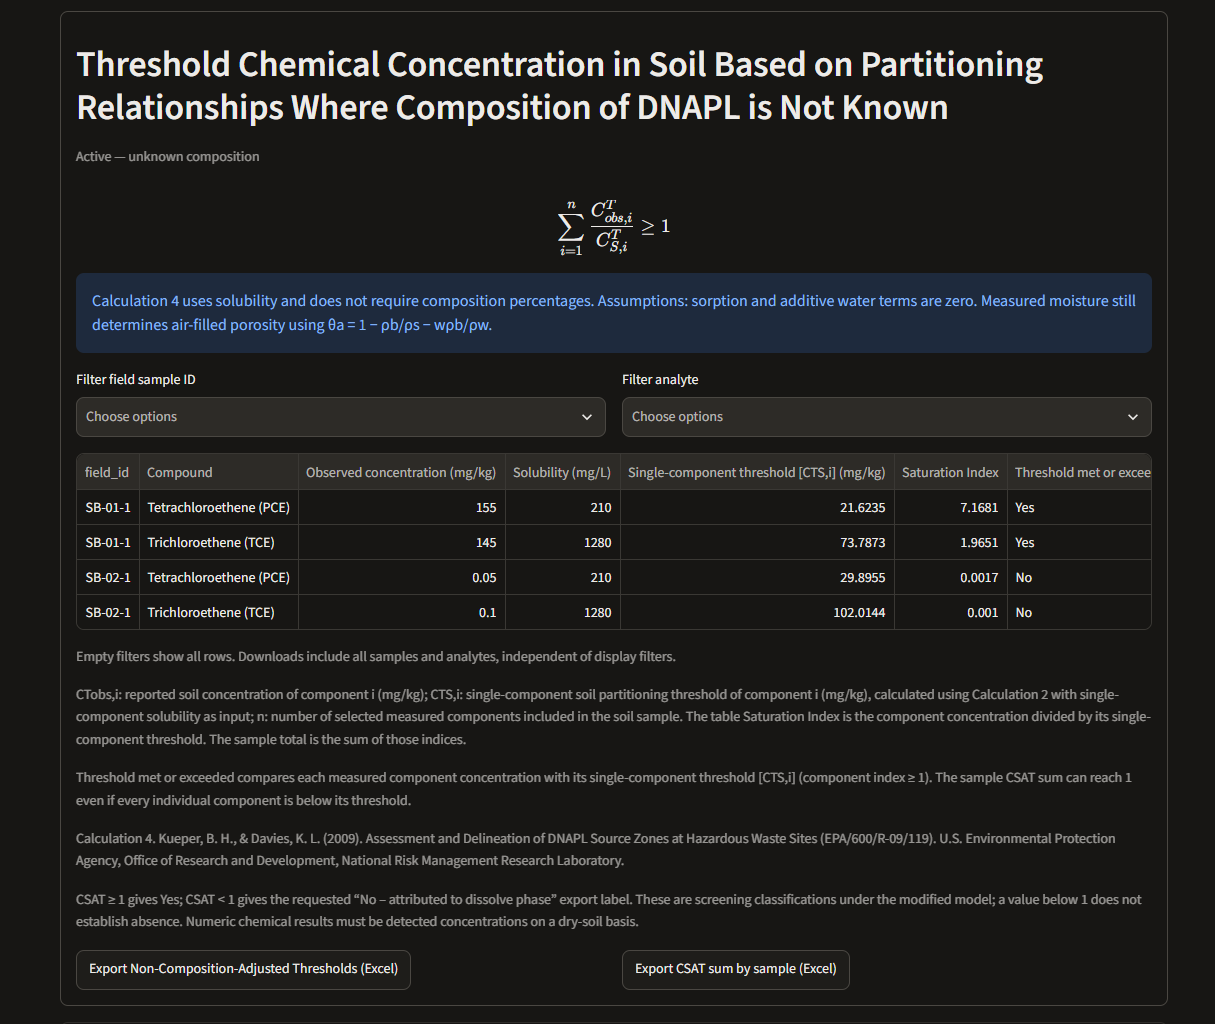 Threshold Chemical Concentration in Soil Based on Partitioning
Relationships Where Composition of DNAPL is Not Known
Active — unknown composition
\sum_{i=1}^{n} \frac{C^T_{obs,i}}{C^T_{S,i}} ≥ 1
Calculation 4 uses solubility and does not require composition percentages. Assumptions: sorption and additive water terms are zero. Measured moisture still
determines air-filled porosity using θa = 1 − ρb/ρs − wρb/ρw.
Filter field sample ID
Filter analyte
Choose options
Choose options
field_id Compound Observed concentration (mg/kg) Solubility (mg/L) Single-component threshold [CTS,i] (mg/kg) Saturation Index Threshold met or excee
SB-01-1 Tetrachloroethene (PCE) 155 210 21.6235 7.1681 Yes
SB-01-1 Trichloroethene (TCE) 145 1280 73.7873 1.9651 Yes
SB-02-1 Tetrachloroethene (PCE) 0.05 210 29.8955 0.0017 No
SB-02-1 Trichloroethene (TCE) 0.1 1280 102.0144 0.001 No
Empty filters show all rows. Downloads include all samples and analytes, independent of display filters.
CTobs,i: reported soil concentration of component i (mg/kg); CTS,i: single-component soil partitioning threshold of component i (mg/kg), calculated using Calculation 2 with single-
component solubility as input; n: number of selected measured components included in the soil sample. The table Saturation Index is the component concentration divided by its single-
component threshold. The sample total is the sum of those indices.
Threshold met or exceeded compares each measured component concentration with its single-component threshold [CTS,i] (component index ≥ 1). The sample CSAT sum can reach 1
even if every individual component is below its threshold.
Calculation 4. Kueper, B. H., & Davies, K. L. (2009). Assessment and Delineation of DNAPL Source Zones at Hazardous Waste Sites (EPA/600/R-09/119). U.S. Environmental Protection
Agency, Office of Research and Development, National Risk Management Research Laboratory.
CSAT ≥ 1 gives Yes; CSAT < 1 gives the requested “No – attributed to dissolve phase” export label. These are screening classifications under the modified model; a value below 1 does not
establish absence. Numeric chemical results must be detected concentrations on a dry-soil basis.
Export Non-Composition-Adjusted Thresholds (Excel)
Export CSAT sum by sample (Excel)